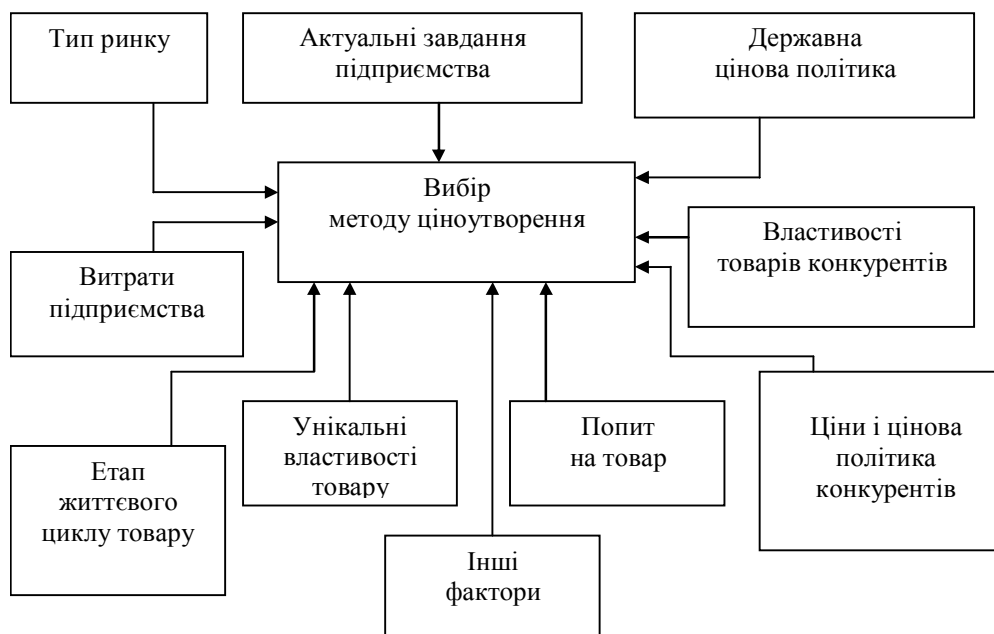 Тип ринку
Актуальні завдання
підприємства
Державна
цінова політика
Вибір
методу ціноутворення
Витрати
підприємства
Властивості
товарів конкурентів
Етап
життєвого
циклу товару
Унікальні
властивості
товару
Попит
на товар
Ціни і цінова
політика
конкурентів
Інші
фактори